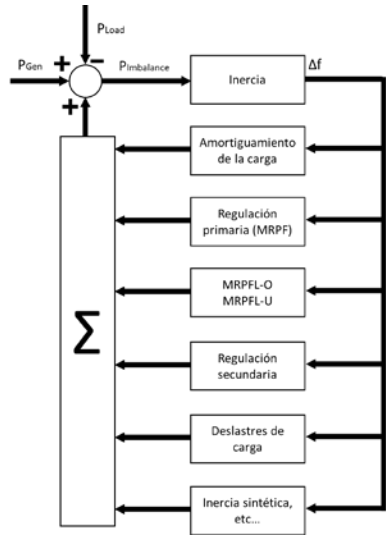 PLoad
PGen
+
−
PImbalance
Inercia
Δf
+
Amortiguamiento
de la carga
Regulación
primaria (MRPF)
MRPFL-O
MRPFL-U
Σ
Regulación
secundaria
Deslastres de
carga
Inercia sintética,
etc...